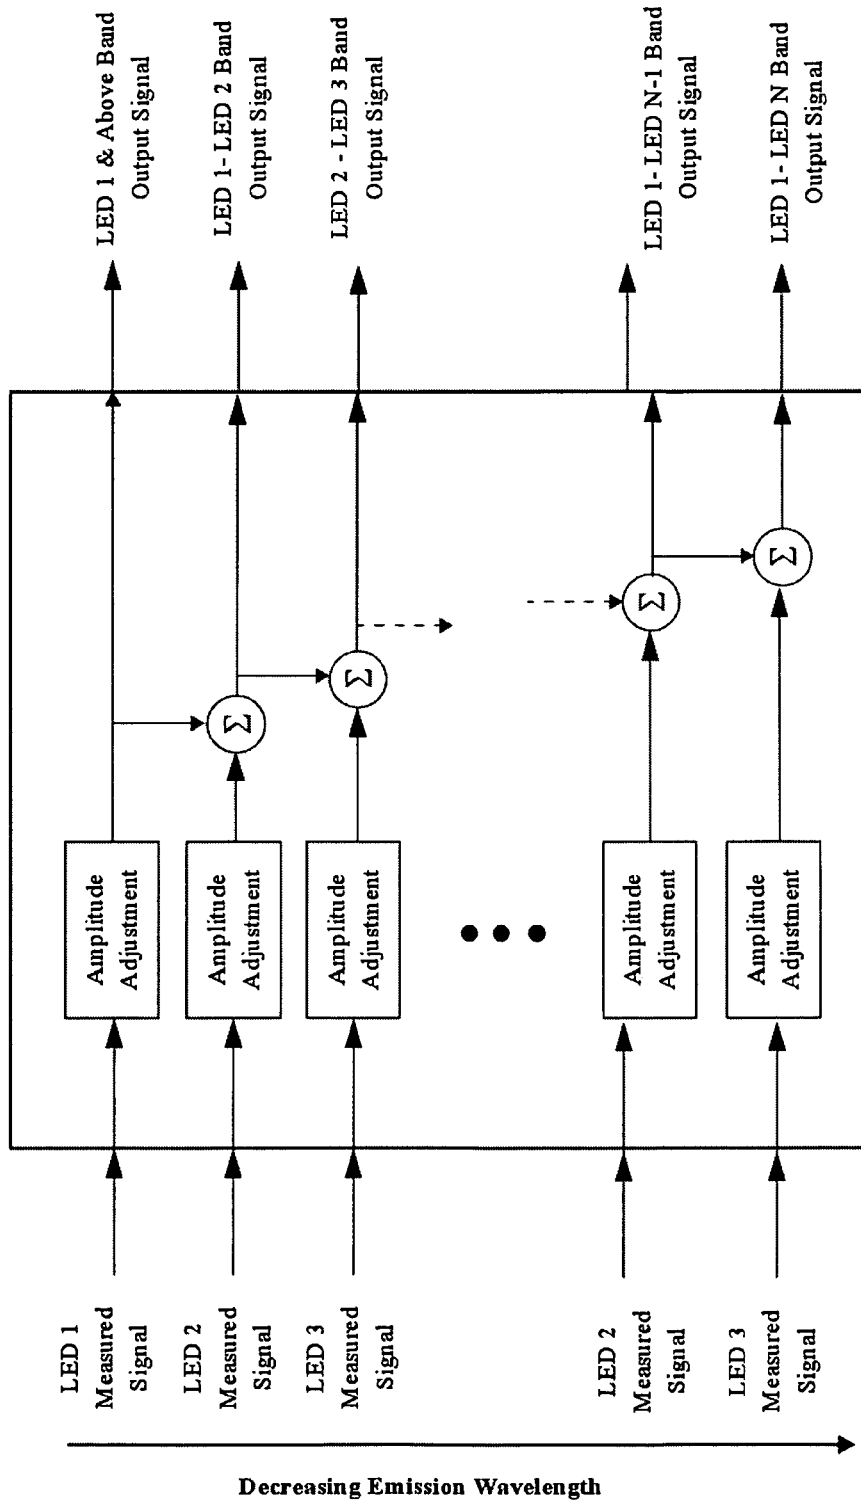 LED 1 & Above Band
Output Signal
LED 1- LED 2 Band
Output Signal
LED 2 - LED 3 Band
Output Signal
LED 1- LED N-1 Band
Output Signal
LED 1- LED N Band
Output Signal
Σ
Σ
Σ
Σ
Amplitude
Adjustment
Amplitude
Adjustment
Amplitude
Adjustment
Amplitude
Adjustment
Amplitude
Adjustment
LED 1
Measured
Signal
LED 2
Measured
Signal
LED 3
Measured
Signal
LED 2
Measured
Signal
LED 3
Measured
Signal
Decreasing Emission Wavelength